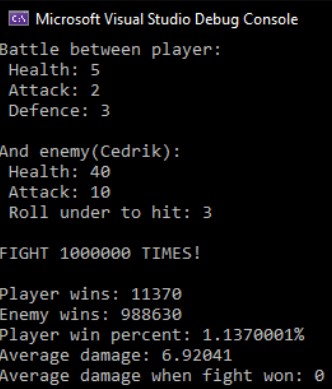 Microsoft Visual Studio Debug Console
Battle between player:
Health: 5
Attack: 2
Defence: 3
And enemy(Cedrik):
Health: 40
Attack: 10
Roll under to hit: 3
FIGHT 1000000 TIMES!
Player wins: 11370
Enemy wins: 988630
Player win percent: 1.1370001%
Average damage: 6.92041
Average damage when fight won: 0